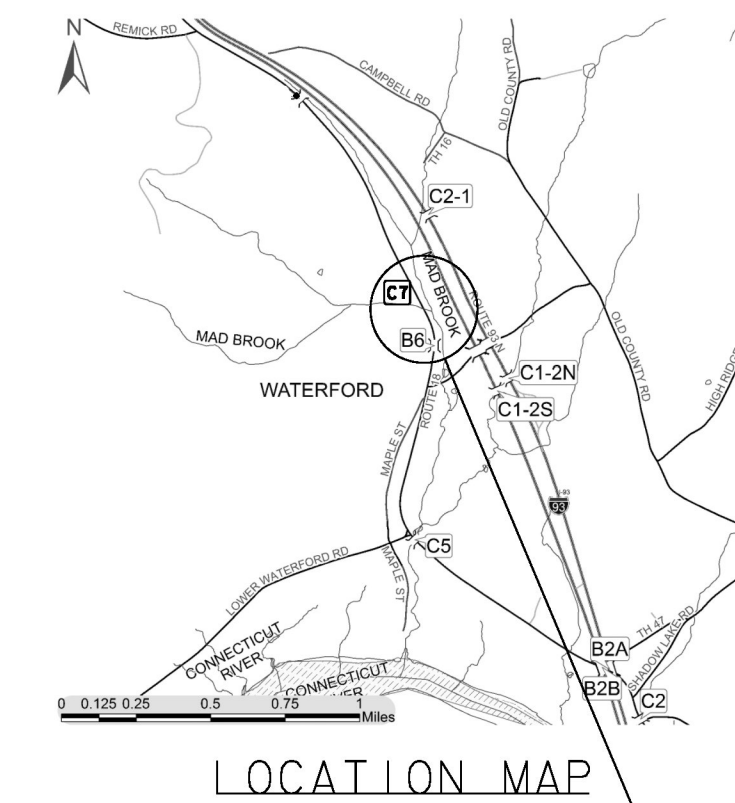 N
REMICK RD
CAMPBELL RD
OLD COUNTY RD
TH 16
C2-1
MAD BROOK
C7
ROUTE 93 N
B6
MAD BROOK
WATERFORD
ROUTE 18
C1-2N
C1-2S
OLD COUNTY RD
HIGH RIDGE
MAPLE ST
-93
93
C5
LOWER WATERFORD RD
MAPLE ST
TH 47
SHADOW LAKE RD
CONNECTICUT
RIVER
B2A
CONNECTICUT
B2B
C2
0 0.125 0.25 0.5 0.75 1
Miles
LOCATION MAP